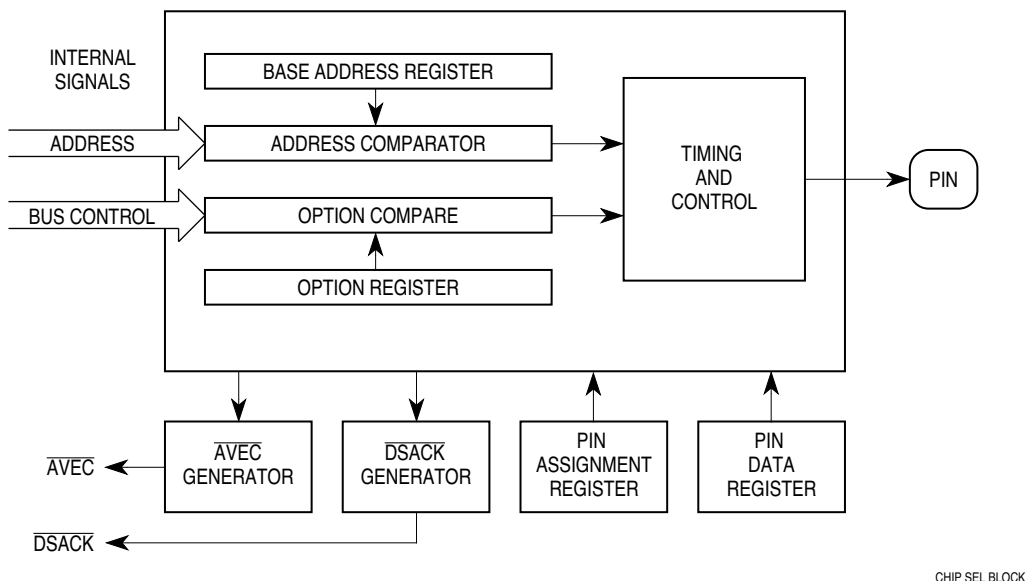 INTERNAL
SIGNALS
BASE ADDRESS REGISTER
ADDRESS
ADDRESS COMPARATOR
TIMING
AND
CONTROL
PIN
BUS CONTROL
OPTION COMPARE
OPTION REGISTER
AVEC
GENERATOR
DSACK
GENERATOR
PIN
ASSIGNMENT
REGISTER
PIN
DATA
REGISTER
AVEC
DSACK
CHIP SEL BLOCK